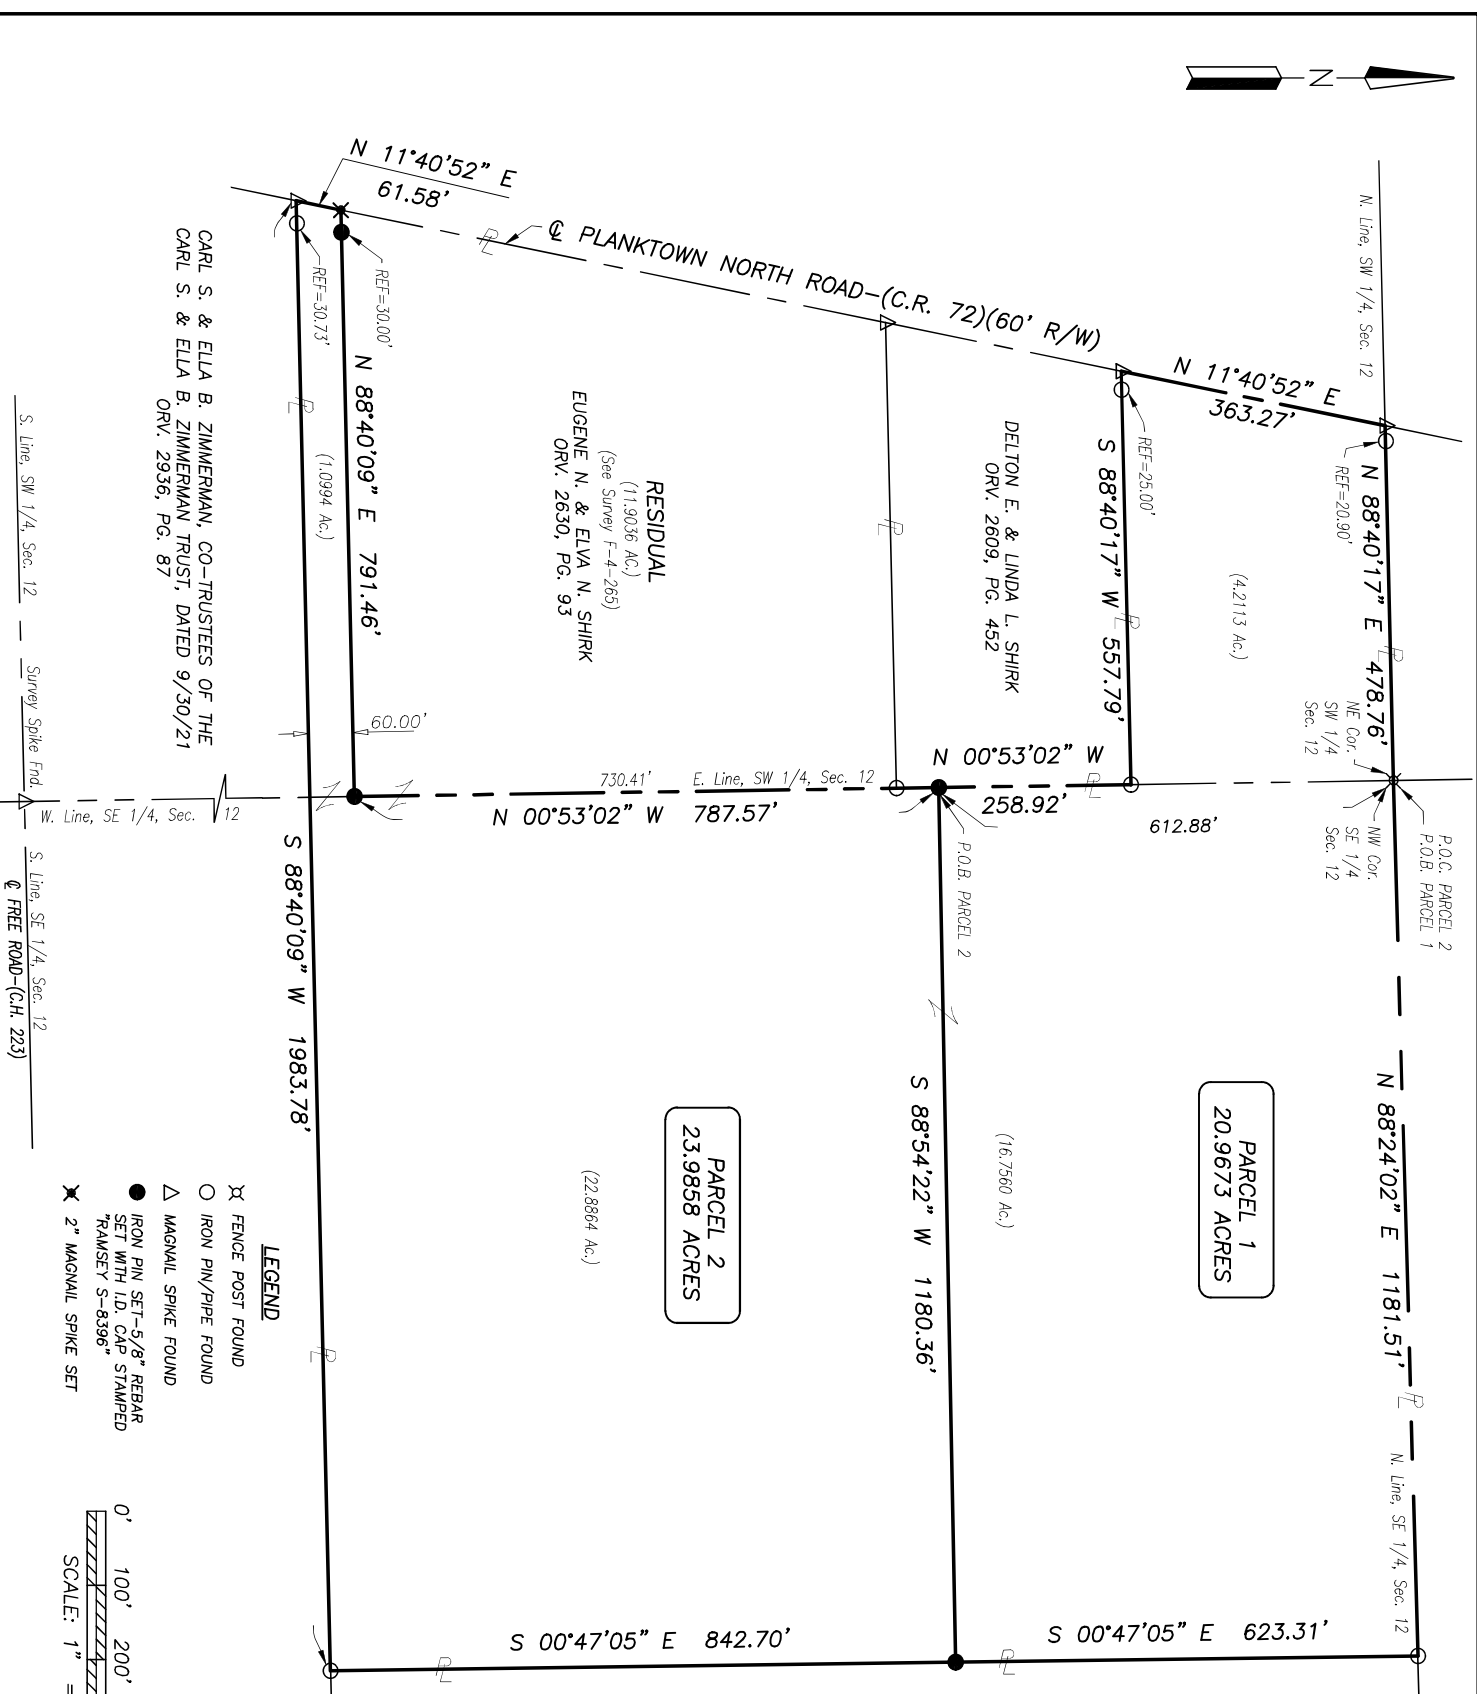 N
N. Line, SW 1/4, Sec. 12
N 11°40'52" E
61.58'
℄ PLANKTOWN NORTH ROAD-(C.R. 72)(60' R/W)
N 11°40'52" E
363.27'
REF=30.73'
REF=30.00'
REF=25.00'
REF=20.90'
N 88°40'17" E 478.76'
S 88°40'17" W 557.79'
N 88°40'09" E 791.46'
(1.0994 Ac.)
(4.2113 Ac.)
CARL S. & ELLA B. ZIMMERMAN, CO-TRUSTEES OF THE
CARL S. & ELLA B. ZIMMERMAN TRUST, DATED 9/30/21
ORV. 2936, PG. 87
RESIDUAL
(11.9036 AC.)
(See Survey F-4-265)
EUGENE N. & ELVA N. SHIRK
ORV. 2630, PG. 93
DELTON E. & LINDA L. SHIRK
ORV. 2609, PG. 452
PL
PL
PL
PL
PL
NE Cor.
SW 1/4
Sec. 12
NW Cor.
SE 1/4
Sec. 12
P.O.C. PARCEL 2
P.O.B. PARCEL 1
60.00'
730.41'
E. Line, SW 1/4, Sec. 12
N 00°53'02" W 787.57'
N 00°53'02" W
258.92'
PL
612.88'
P.O.B. PARCEL 2
S. Line, SW 1/4, Sec. 12
Survey Spike Fnd.
W. Line, SE 1/4, Sec. 12
S. Line, SE 1/4, Sec. 12
℄ FREE ROAD-(C.H. 223)
S 88°40'09" W 1983.78'
PL
S 88°54'22" W 1180.36'
N 88°24'02" E 1181.51'
PL
N. Line, SE 1/4, Sec. 12
PARCEL 1
20.9673 ACRES
(16.7560 Ac.)
PARCEL 2
23.9858 ACRES
(22.8864 Ac.)
S 00°47'05" E 842.70'
PL
S 00°47'05" E 623.31'
PL
LEGEND
FENCE POST FOUND
IRON PIN/PIPE FOUND
MAGNAIL SPIKE FOUND
IRON PIN SET-5/8" REBAR
SET WITH I.D. CAP STAMPED
"RAMSEY S-8396"
2" MAGNAIL SPIKE SET
0' 100' 200'
SCALE: 1" =